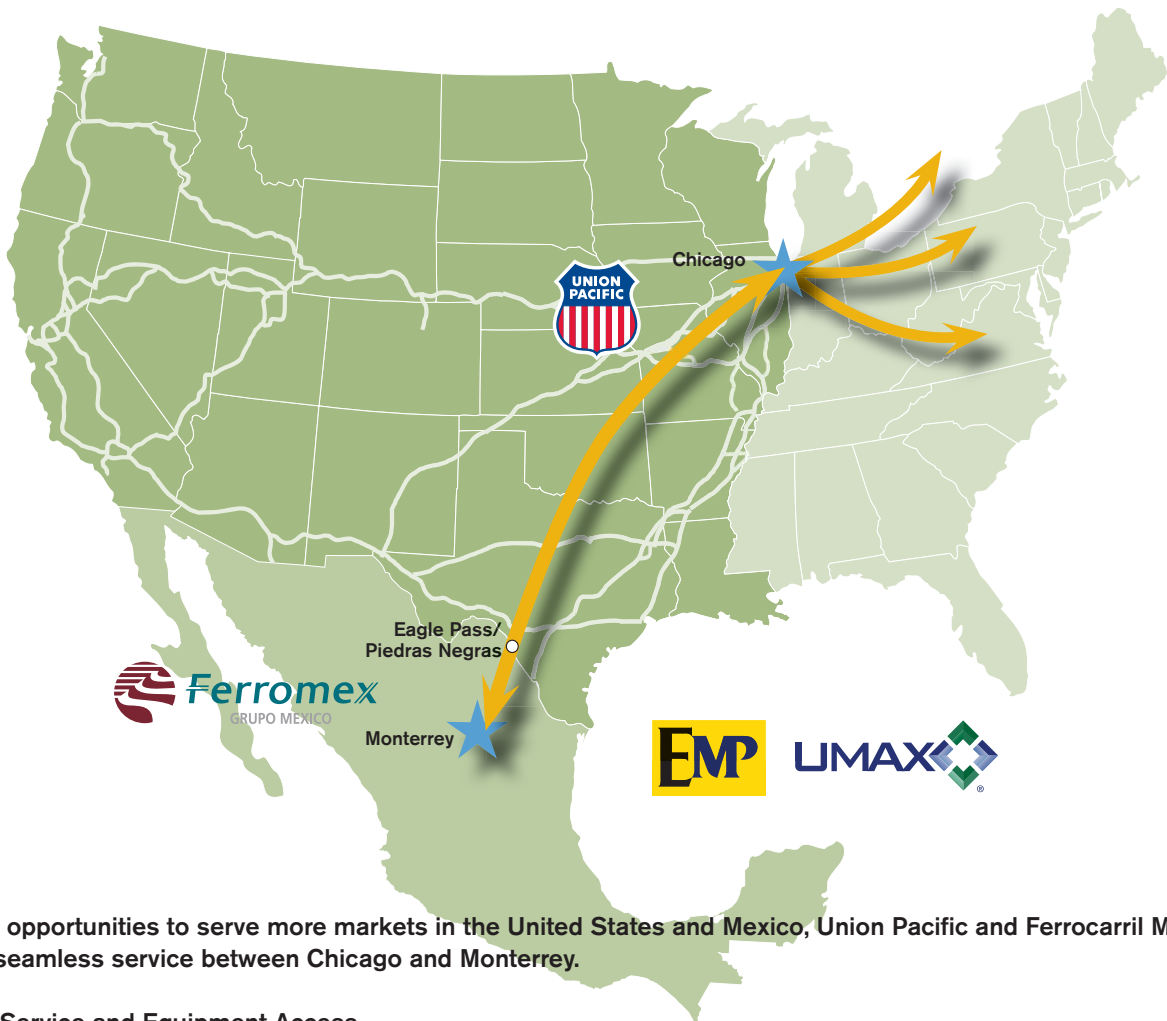 Chicago
UNION
PACIFIC
Eagle Pass/
Piedras Negras
Ferromex
GRUPO MEXICO
Monterrey
EMP
UMAX
®
opportunities to serve more markets in the United States and Mexico, Union Pacific and Ferrocarril M
seamless service between Chicago and Monterrey.
Service and Equipment Access